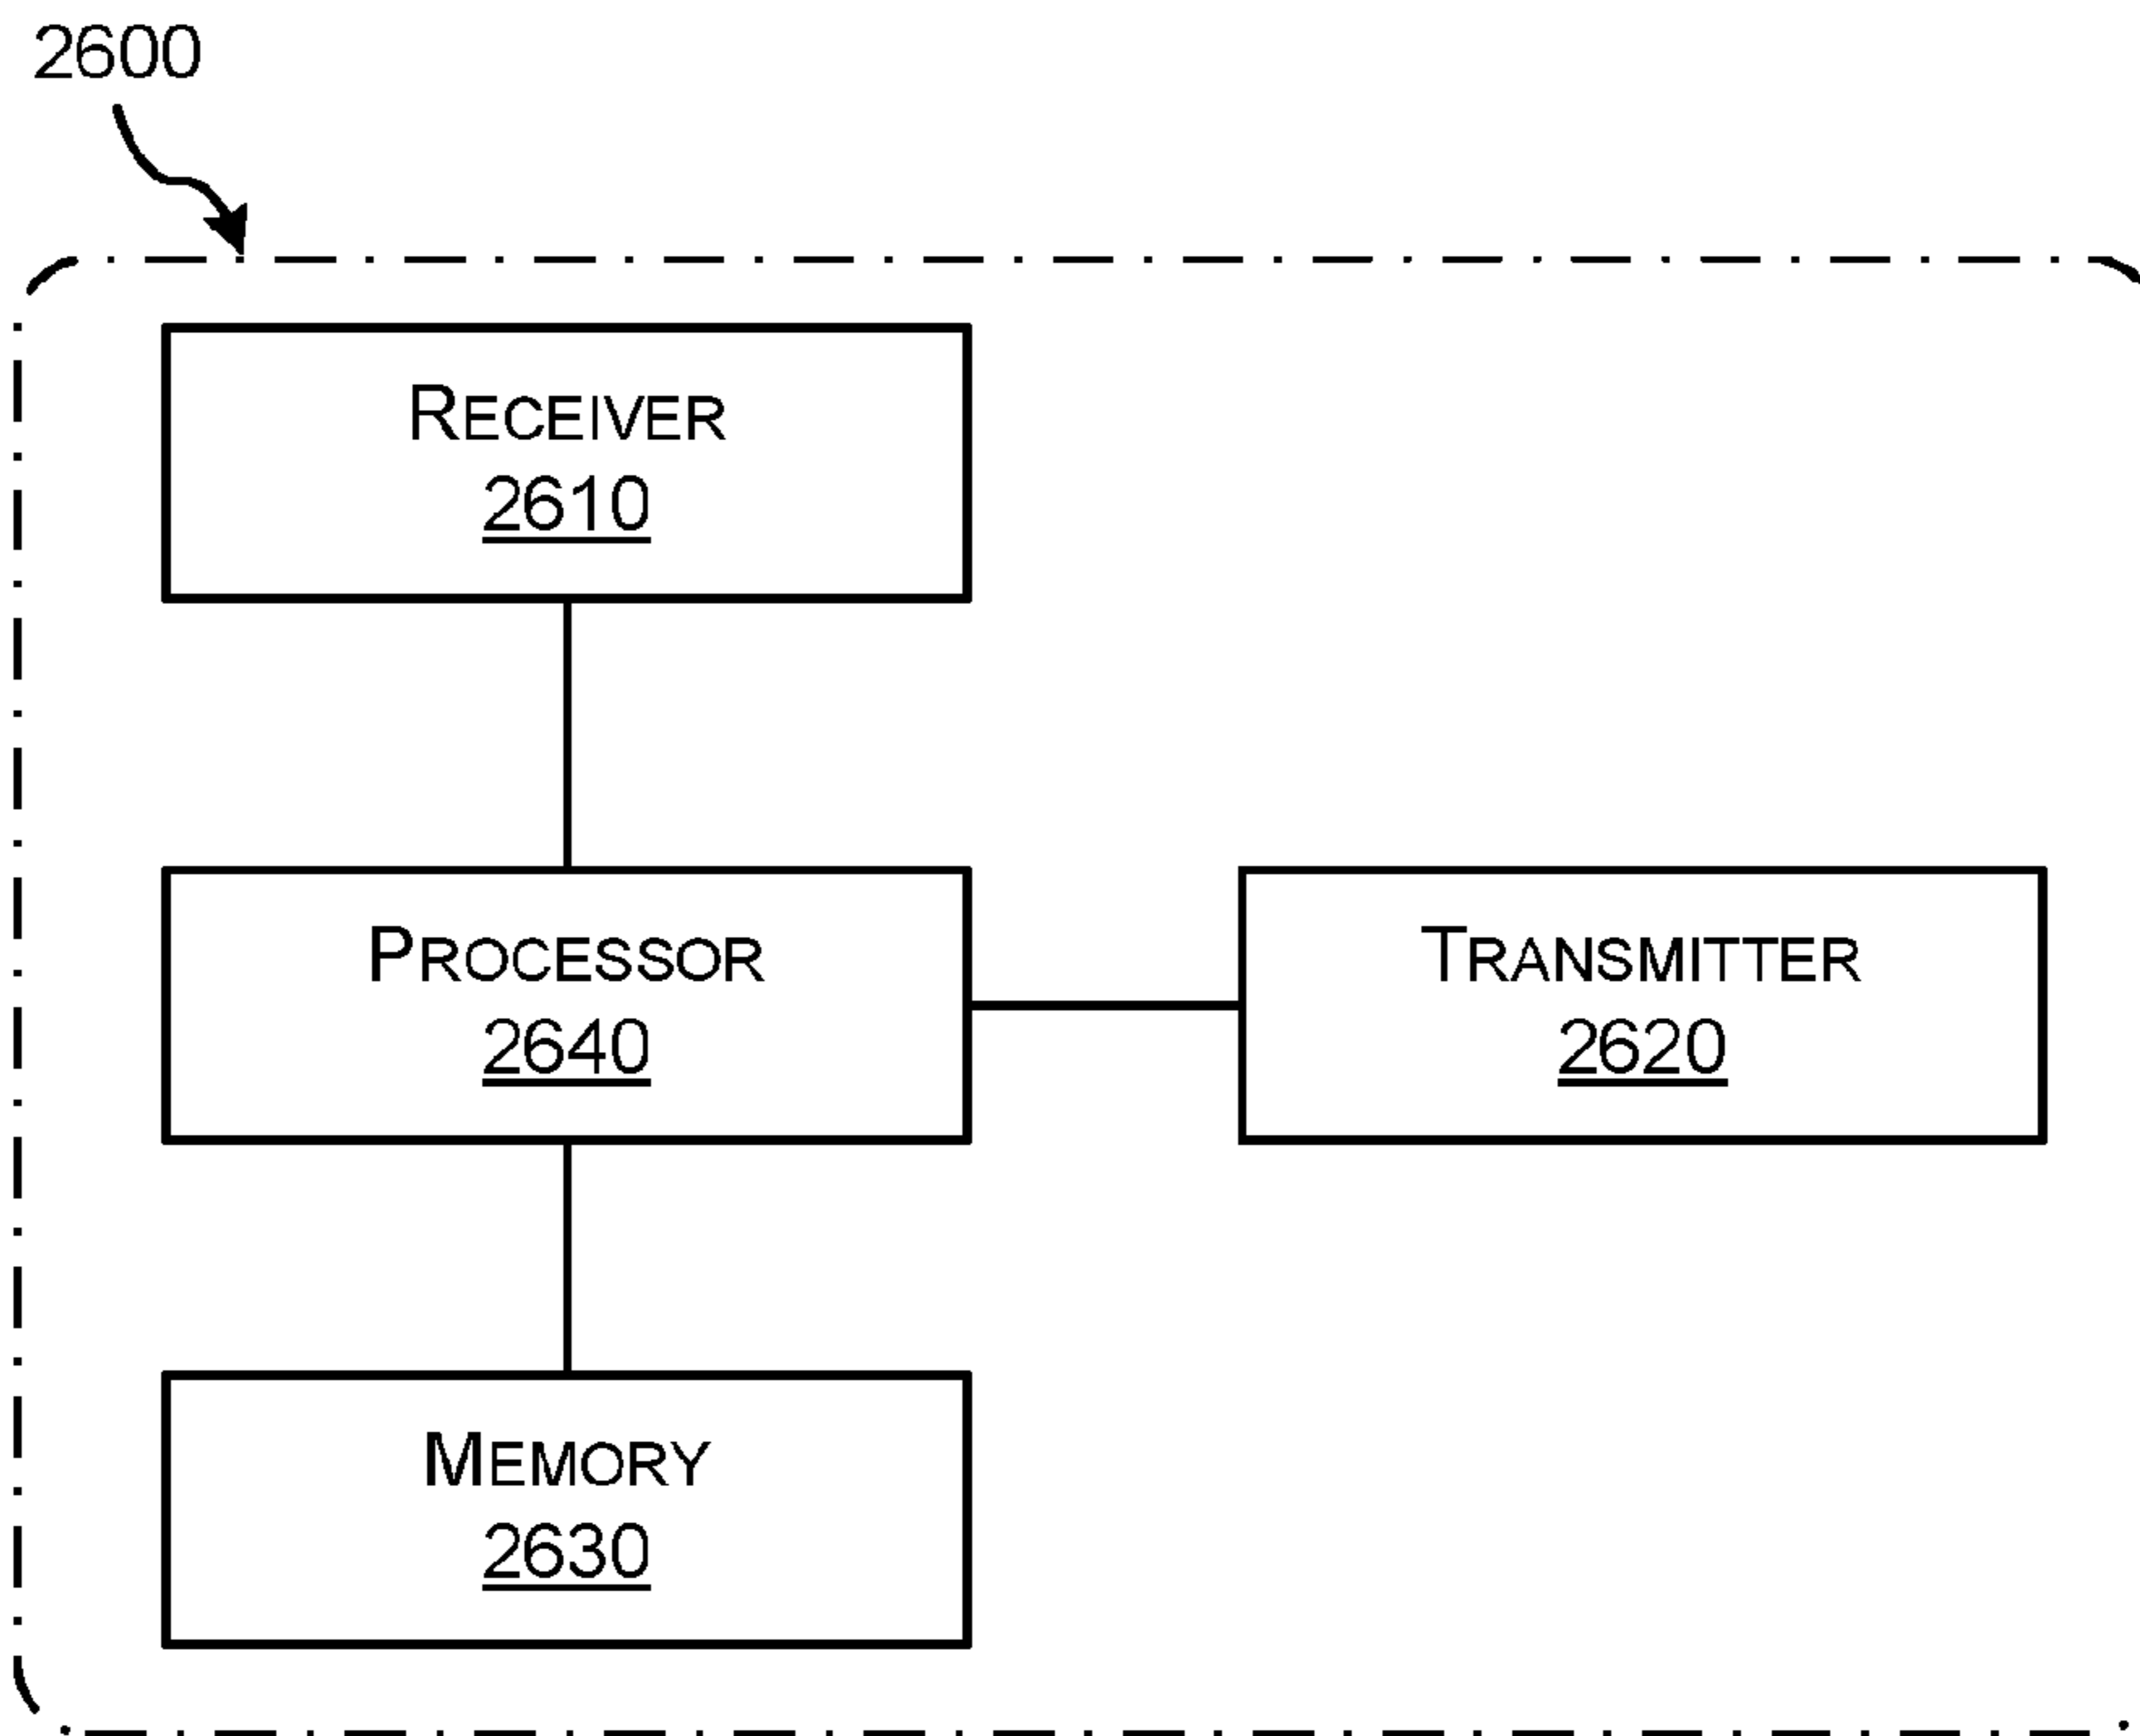 2600
RECEIVER
2610
PROCESSOR
2640
TRANSMITTER
2620
MEMORY
2630